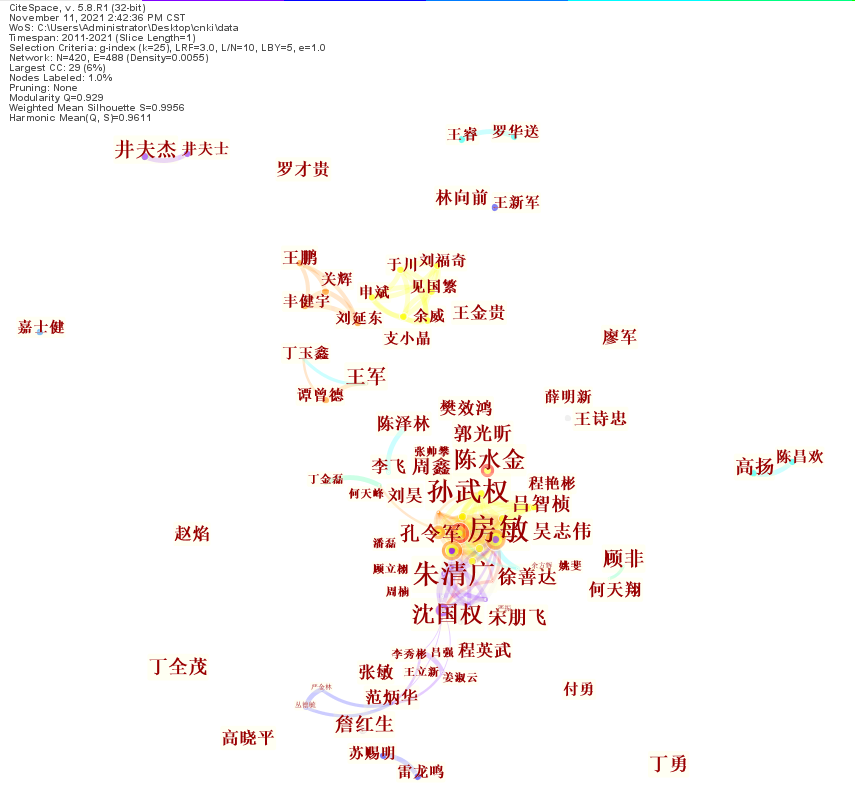 CiteSpace, v. 5.8.R1 (32-bit)
November 11, 2021 2:42:36 PM CST
WoS: C:\Users\Administrator\Desktop\cnki\data
Timespan: 2011-2021 (Slice Length=1)
Selection Criteria: g-index (k=25), LRF=3.0, L/N=10, LBY=5, e=1.0
Network: N=420, E=488 (Density=0.0055)
Largest CC: 29 (6%)
Nodes Labeled: 1.0%
Pruning: None
Modularity Q=0.929
Weighted Mean Silhouette S=0.9956
Harmonic Mean(Q, S)=0.9611
王睿 罗华送
井夫杰 井夫士
罗才贵
林向前 王新军
王鹏 于川 刘福奇
关辉 申斌 见国繁
丰健宇
刘延东 余威 王金贵
嘉士健
支小晶 廖军
丁玉鑫
王军
谭曾德 薛明新
樊效鸿
陈泽林 王诗忠
郭光昕
张帅攀
李飞 周鑫 陈水金 高扬 陈昌欢
丁金磊
何天峰 刘昊 孙武权 程艳彬
吕智桢
赵焰 孔令军 房敏 吴志伟
潘磊
顾非
顾立栩 朱清广 徐善达 姚斐
周楠 何天翔
沈国权 宋朋飞
李秀彬 吕强 程英武
丁全茂 张敏 王立新 姜淑云
严金林 付勇
范炳华
詹红生
高晓平
苏赐明 丁勇
雷龙鸣